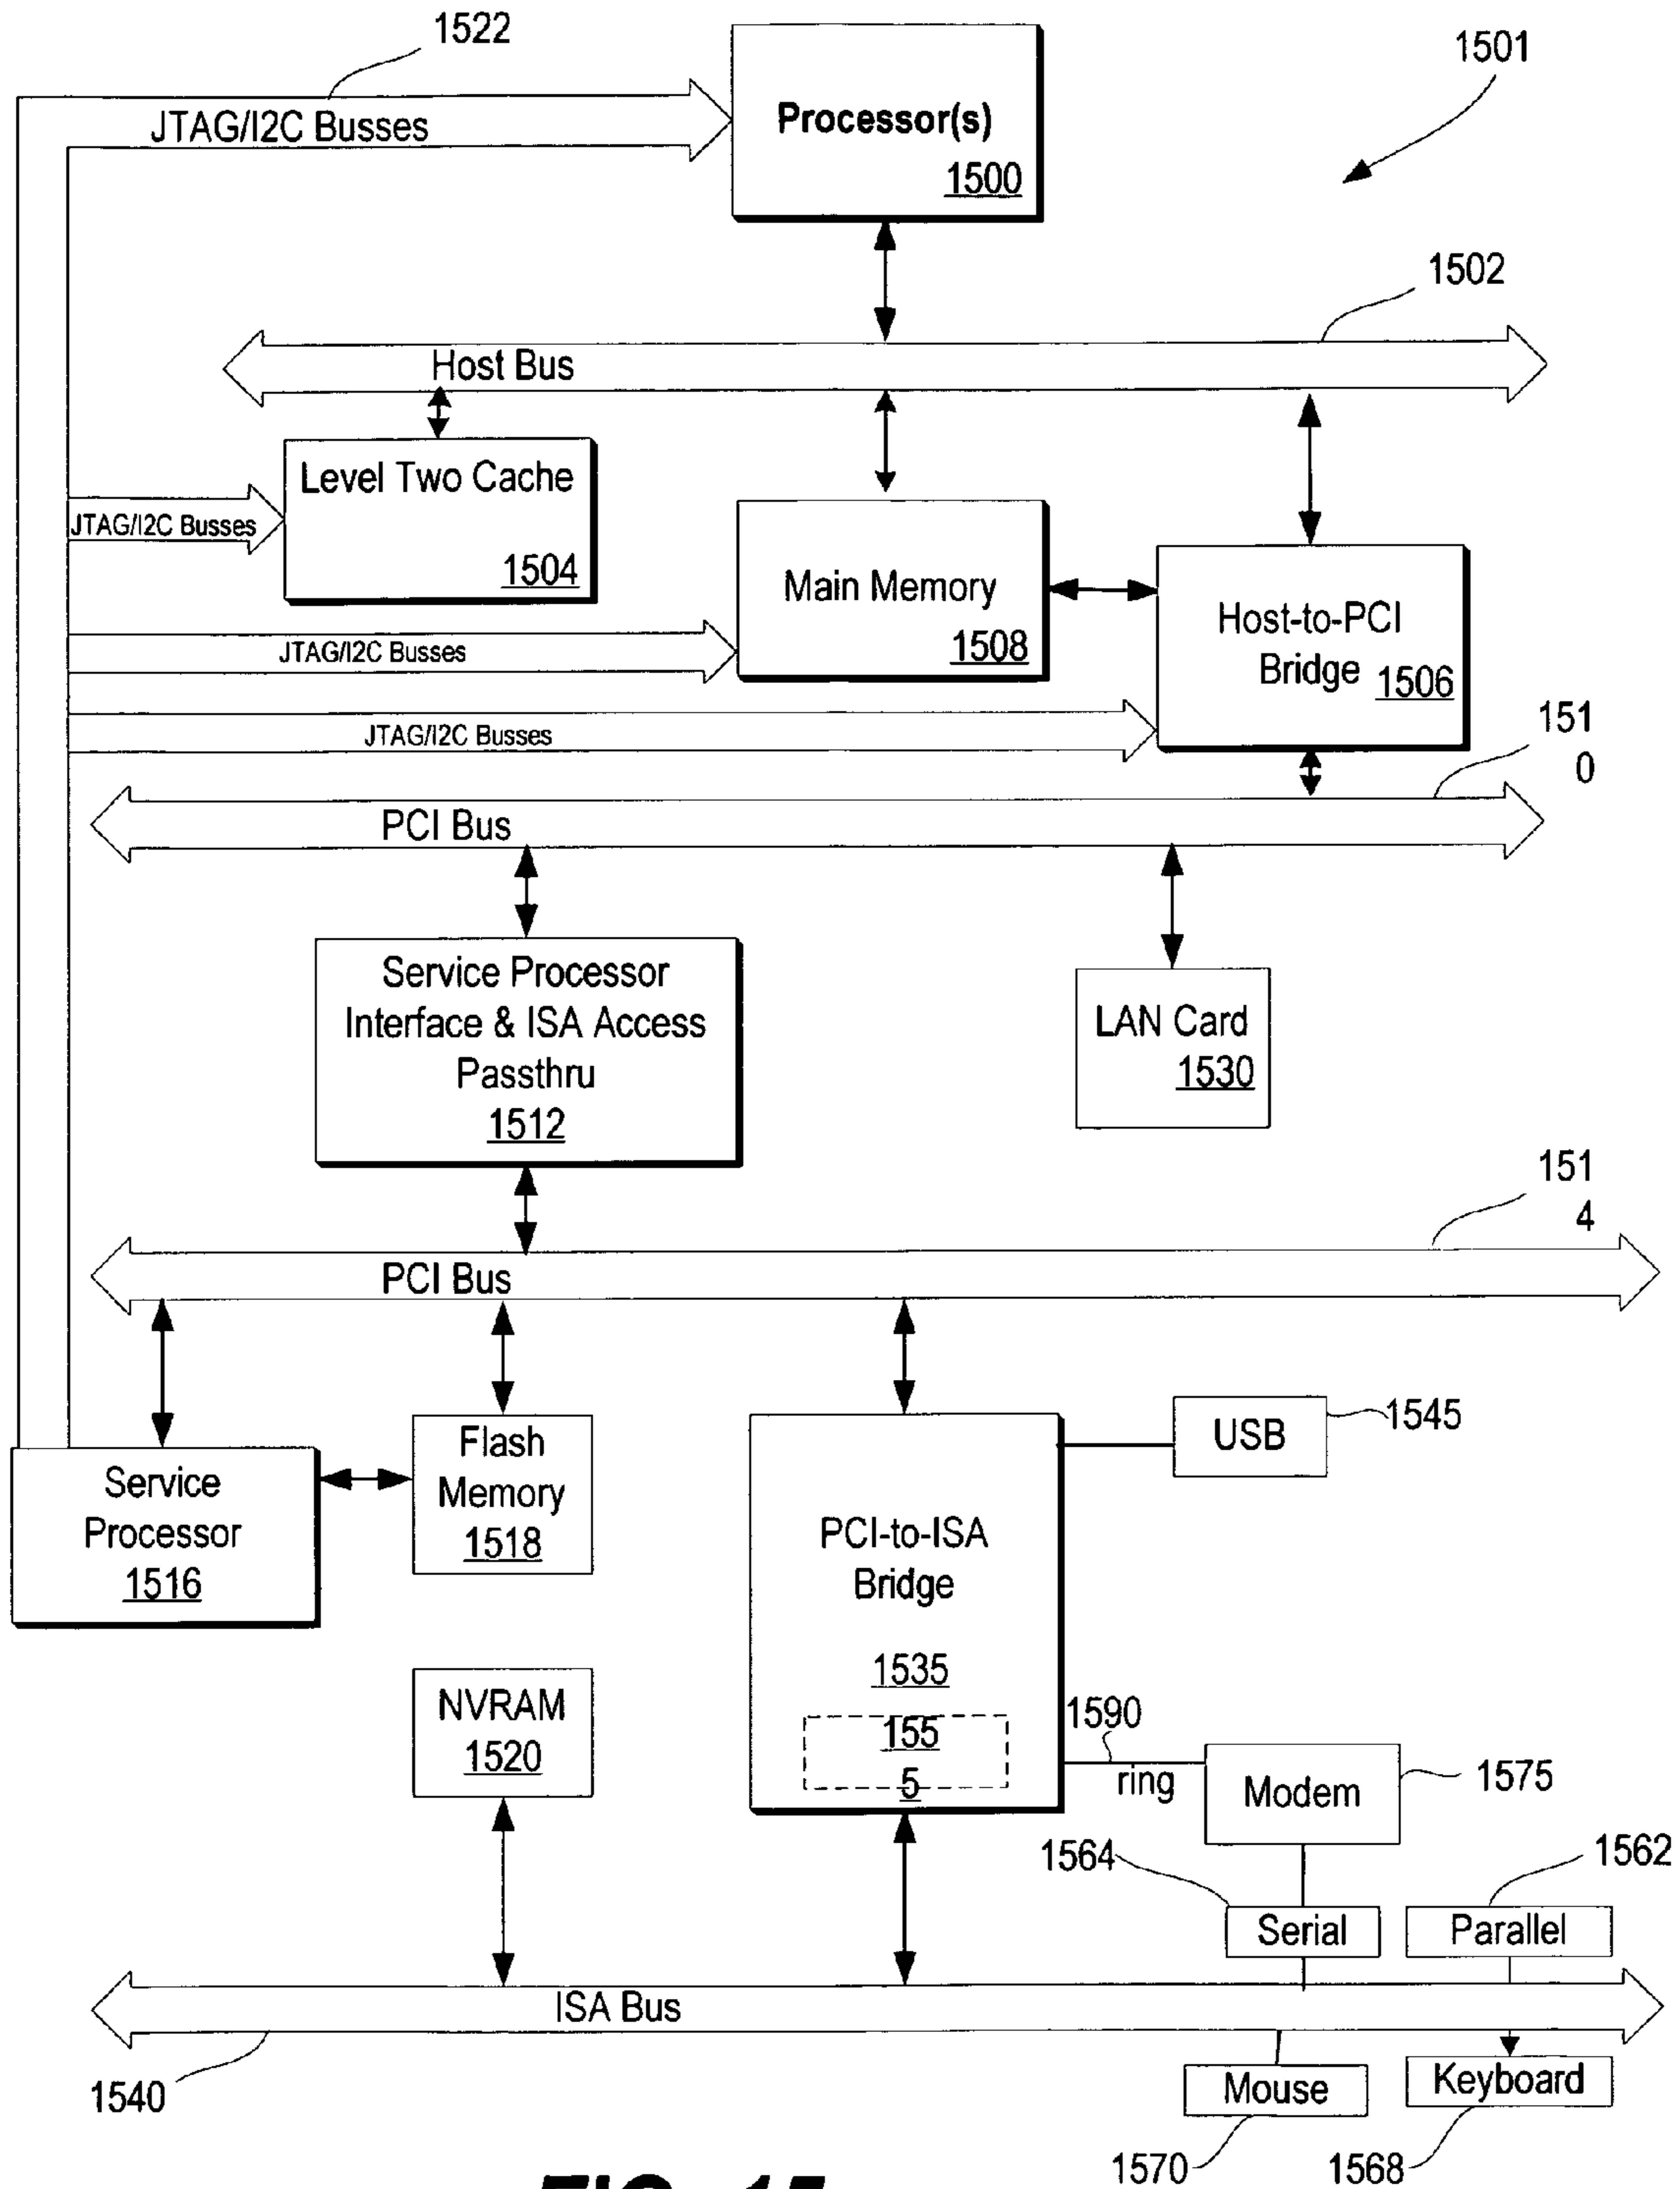 1522
1501
JTAG/I2C Busses
Processor(s)
1500
1502
Host Bus
Level Two Cache
1504
JTAG/I2C Busses
Main Memory
1508
Host-to-PCI
Bridge
1506
JTAG/I2C Busses
JTAG/I2C Busses
151
0
PCI Bus
Service Processor
Interface & ISA Access
Passthru
1512
LAN Card
1530
151
4
PCI Bus
Service
Processor
1516
Flash
Memory
1518
PCI-to-ISA
Bridge
1535
155
5
USB
1545
NVRAM
1520
1590
ring
Modem
1575
1564
1562
Serial
Parallel
ISA Bus
1540
Mouse
Keyboard
1570
1568
FIG. 15